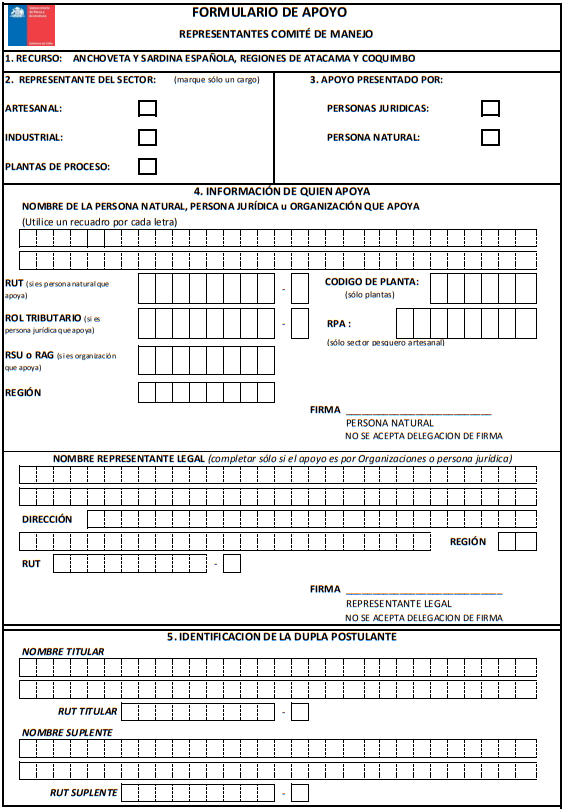 FORMULARIO DE APOYO
REPRESENTANTES COMITÉ DE MANEJO
1. RECURSO: ANCHOVETA Y SARDINA ESPAÑOLA, REGIONES DE ATACAMA Y COQUIMBO
2. REPRESENTANTE DEL SECTOR: (marque sólo un cargo)
3. APOYO PRESENTADO POR:
ARTESANAL:
PERSONAS JURIDICAS:
INDUSTRIAL:
PERSONA NATURAL:
PLANTAS DE PROCESO:
4. INFORMACIÓN DE QUIEN APOYA
NOMBRE DE LA PERSONA NATURAL, PERSONA JURÍDICA u ORGANIZACIÓN QUE APOYA
(Utilice un recuadro por cada letra)
RUT (si es persona natural que
apoya)
-
CODIGO DE PLANTA:
(sólo plantas)
ROL TRIBUTARIO (si es
persona jurídica que apoya)
-
RPA :
(sólo sector pesquero artesanal)
RSU o RAG (si es organización
que apoya)
REGIÓN
FIRMA
PERSONA NATURAL
NO SE ACEPTA DELEGACION DE FIRMA
NOMBRE REPRESENTANTE LEGAL (completar sólo si el apoyo es por Organizaciones o persona jurídica)
DIRECCIÓN
REGIÓN
RUT -
FIRMA
REPRESENTANTE LEGAL
NO SE ACEPTA DELEGACION DE FIRMA
5. IDENTIFICACION DE LA DUPLA POSTULANTE
NOMBRE TITULAR
RUT TITULAR -
NOMBRE SUPLENTE
RUT SUPLENTE -